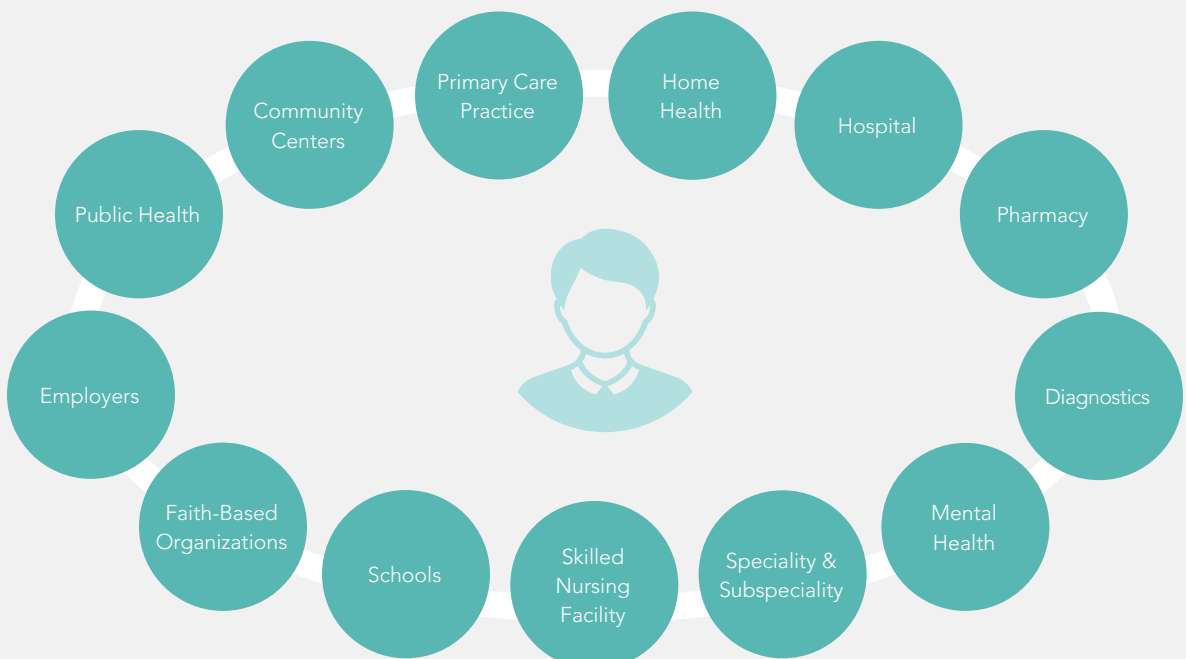 Primary Care
Practice
Home
Health
Hospital
Pharmacy
Diagnostics
Mental
Health
Speciality &
Subspeciality
Skilled
Nursing
Facility
Schools
Faith-Based
Organizations
Employers
Public Health
Community
Centers